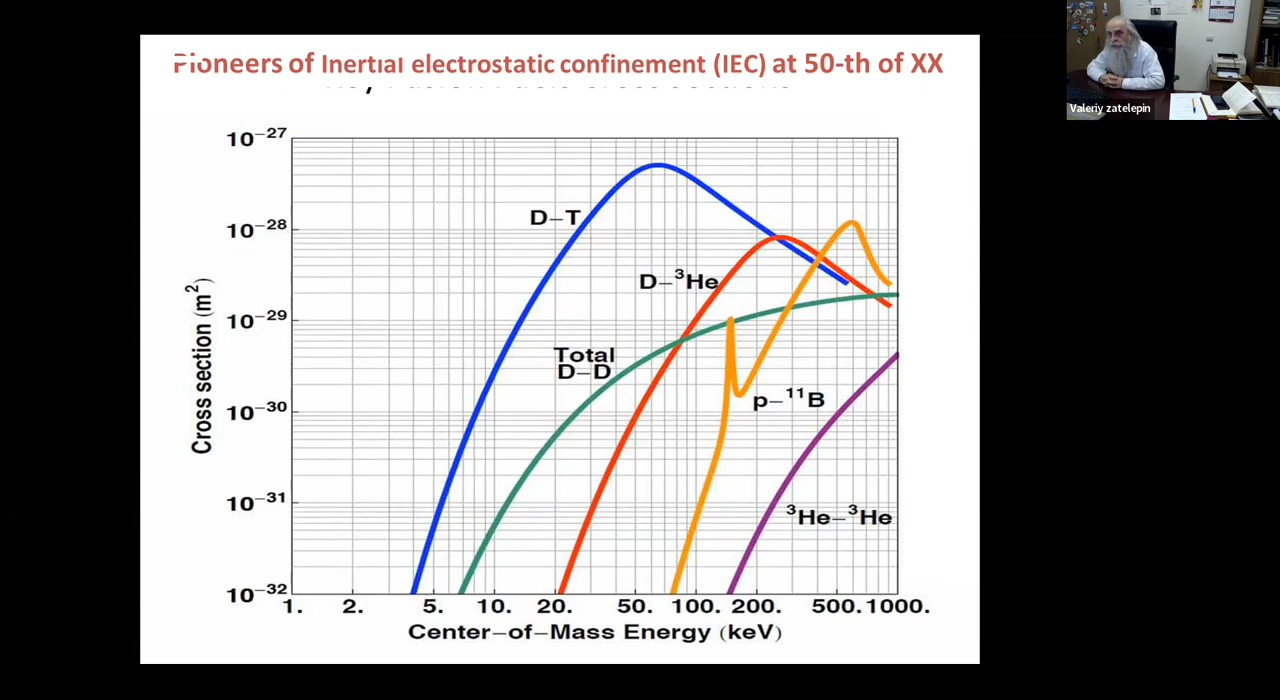 Pioneers of Inertial electrostatic confinement (IEC) at 50-th of XX
Valeriy zatelepin
10⁻²⁷
10⁻²⁸
10⁻²⁹
10⁻³⁰
10⁻³¹
10⁻³²
Cross section (m²)
D–T
D–³He
Total
D–D
p–¹¹B
³He–³He
1. 2. 5. 10. 20. 50. 100. 200. 500. 1000.
Center–of–Mass Energy (keV)